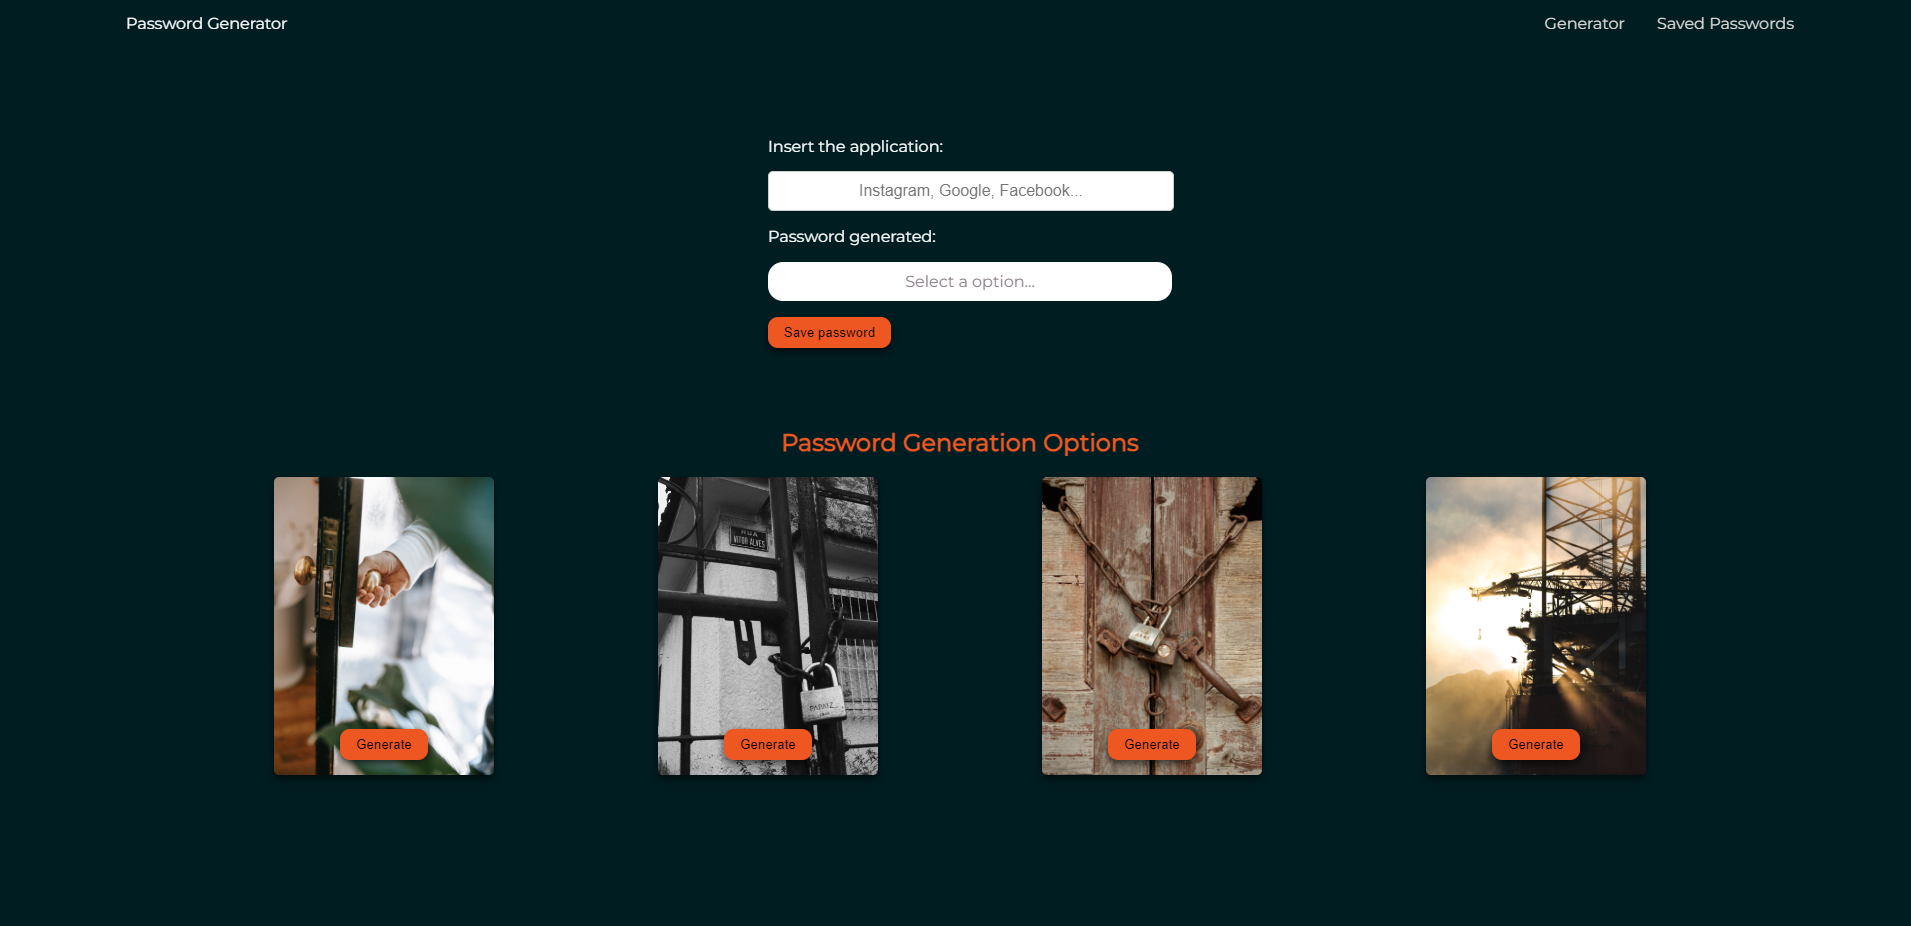 Password Generator
Generator
Saved Passwords
Insert the application:
Instagram, Google, Facebook...
Password generated:
Select a option...
Save password
Password Generation Options
RUA
VITOR ALVES
PAPAIZ
Generate
Generate
Generate
Generate